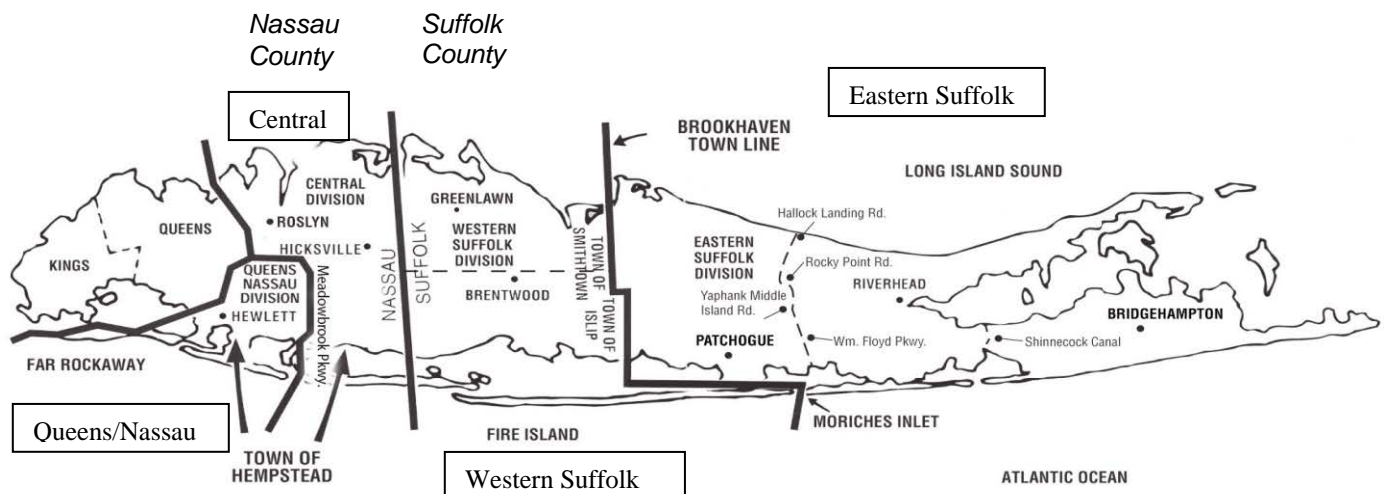 Nassau
County
Suffolk
County
Central
Eastern Suffolk
BROOKHAVEN
TOWN LINE
LONG ISLAND SOUND
CENTRAL
DIVISION
GREENLAWN
QUEENS
ROSLYN
WESTERN
SUFFOLK
DIVISION
Hallock Landing Rd.
HICKSVILLE
EASTERN
SUFFOLK
DIVISION
Rocky Point Rd.
KINGS
QUEENS
NASSAU
DIVISION
NASSAU
SUFFOLK
BRENTWOOD
TOWN OF
SMITHTOWN
TOWN OF
ISLIP
Yaphank Middle
Island Rd.
RIVERHEAD
HEWLETT
Meadowbrook Pkwy.
PATCHOGUE
Wm. Floyd Pkwy.
BRIDGEHAMPTON
Shinnecock Canal
FAR ROCKAWAY
MORICHES INLET
Queens/Nassau
FIRE ISLAND
TOWN OF
HEMPSTEAD
Western Suffolk
ATLANTIC OCEAN